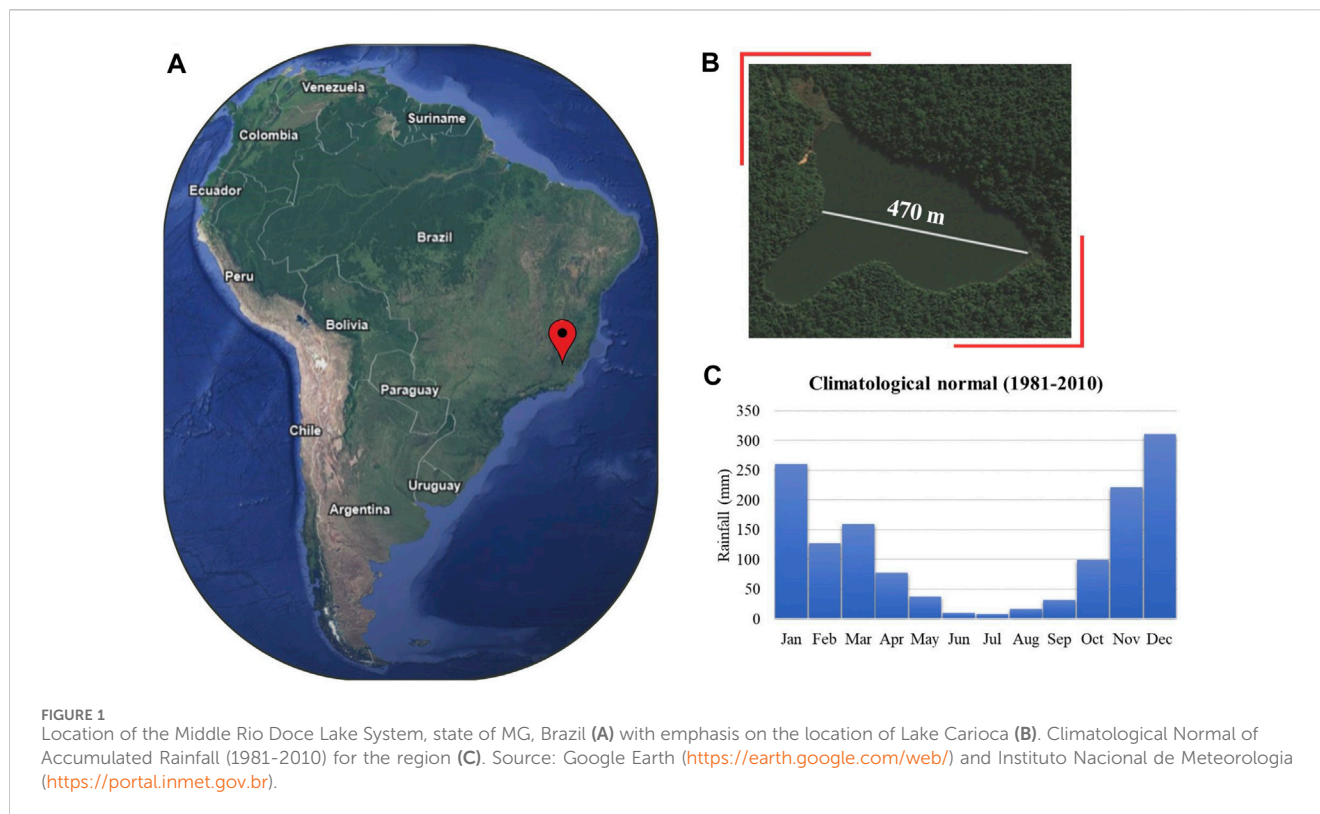 A
Venezuela
Suriname
Colombia
Ecuador
Brazil
Peru
Bolivia
Paraguay
Chile
Uruguay
Argentina
B
470 m
C
Climatological normal (1981-2010)
350
300
250
200
150
100
50
0
Rainfall (mm)
Jan Feb Mar Apr May Jun Jul Aug Sep Oct Nov Dec
FIGURE 1
Location of the Middle Rio Doce Lake System, state of MG, Brazil (A) with emphasis on the location of Lake Carioca (B). Climatological Normal of
Accumulated Rainfall (1981-2010) for the region (C). Source: Google Earth (https://earth.google.com/web/) and Instituto Nacional de Meteorologia
(https://portal.inmet.gov.br).